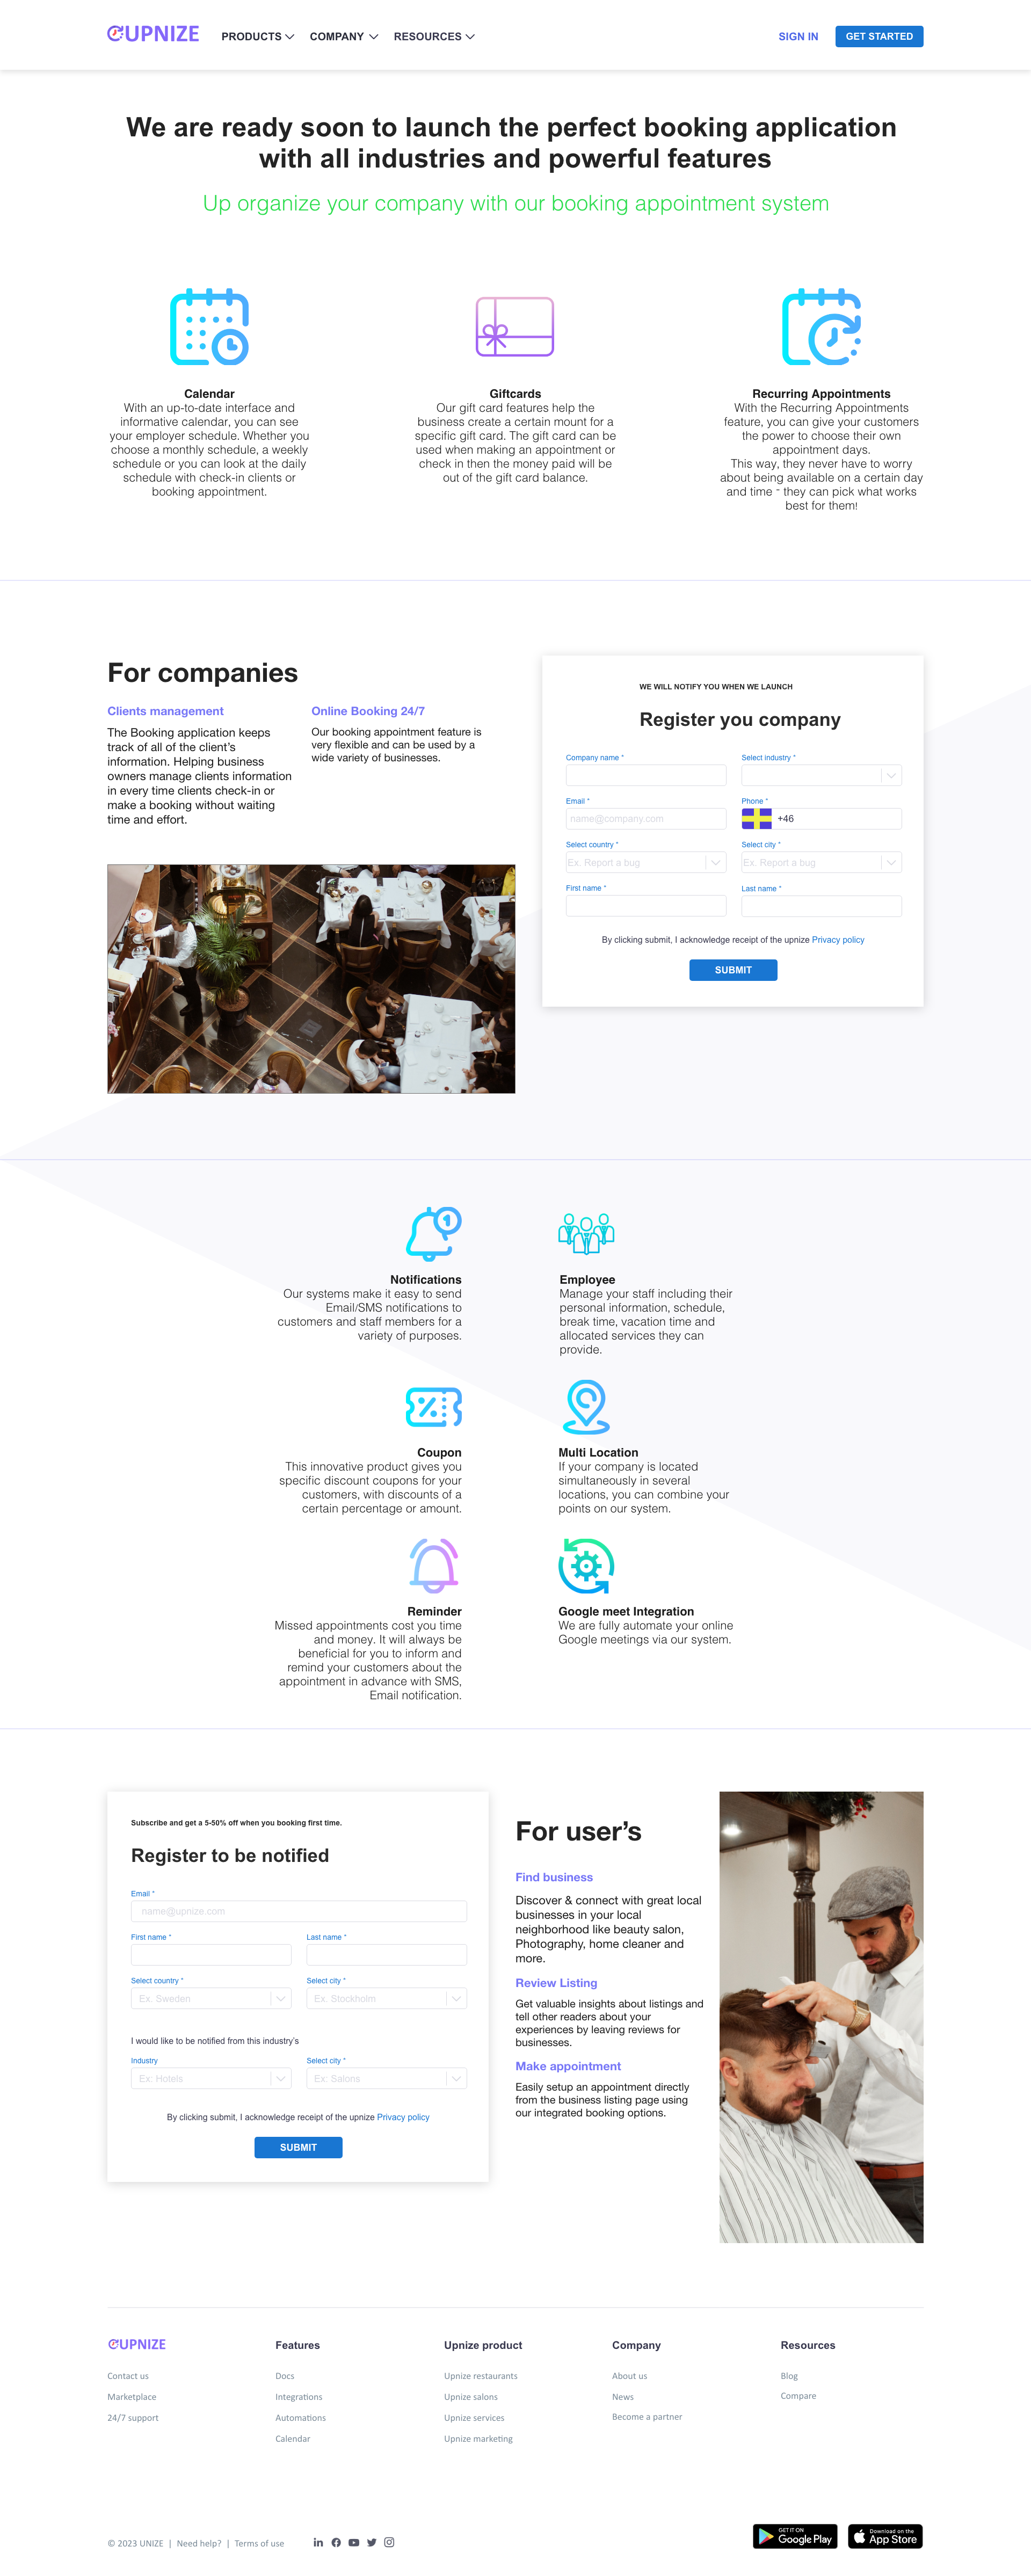 UPNIZE
PRODUCTS
COMPANY
RESOURCES
SIGN IN
GET STARTED
We are ready soon to launch the perfect booking application
with all industries and powerful features
Up organize your company with our booking appointment system
Calendar
With an up-to-date interface and
informative calendar, you can see
your employer schedule. Whether you
choose a monthly schedule, a weekly
schedule or you can look at the daily
schedule with check-in clients or
booking appointment.
Giftcards
Our gift card features help the
business create a certain mount for a
specific gift card. The gift card can be
used when making an appointment or
check in then the money paid will be
out of the gift card balance.
Recurring Appointments
With the Recurring Appointments
feature, you can give your customers
the power to choose their own
appointment days.
This way, they never have to worry
about being available on a certain day
and time - they can pick what works
best for them!
For companies
Clients management
The Booking application keeps
track of all of the client's
information. Helping business
owners manage clients information
in every time clients check-in or
make a booking without waiting
time and effort.
Online Booking 24/7
Our booking appointment feature is
very flexible and can be used by a
wide variety of businesses.
WE WILL NOTIFY YOU WHEN WE LAUNCH
Register you company
Company name *
Select industry *
Email *
Phone *
name@company.com
+46
Select country *
Select city *
Ex. Report a bug
Ex. Report a bug
First name *
Last name *
By clicking submit, I acknowledge receipt of the upnize Privacy policy
SUBMIT
1
Notifications
Our systems make it easy to send
Email/SMS notifications to
customers and staff members for a
variety of purposes.
Employee
Manage your staff including their
personal information, schedule,
break time, vacation time and
allocated services they can
provide.
%
Coupon
This innovative product gives you
specific discount coupons for your
customers, with discounts of a
certain percentage or amount.
Multi Location
If your company is located
simultaneously in several
locations, you can combine your
points on our system.
Reminder
Missed appointments cost you time
and money. It will always be
beneficial for you to inform and
remind your customers about the
appointment in advance with SMS,
Email notification.
Google meet Integration
We are fully automate your online
Google meetings via our system.
Subscribe and get a 5-50% off when you booking first time.
Register to be notified
Email *
name@upnize.com
First name *
Last name *
Select country *
Select city *
Ex. Sweden
Ex. Stockholm
I would like to be notified from this industry's
Industry
Select city *
Ex: Hotels
Ex: Salons
By clicking submit, I acknowledge receipt of the upnize Privacy policy
SUBMIT
For user's
Find business
Discover & connect with great local
businesses in your local
neighborhood like beauty salon,
Photography, home cleaner and
more.
Review Listing
Get valuable insights about listings and
tell other readers about your
experiences by leaving reviews for
businesses.
Make appointment
Easily setup an appointment directly
from the business listing page using
our integrated booking options.
UPNIZE
Contact us
Marketplace
24/7 support
Features
Docs
Integrations
Automations
Calendar
Upnize product
Upnize restaurants
Upnize salons
Upnize services
Upnize marketing
Company
About us
News
Become a partner
Resources
Blog
Compare
© 2023 UNIZE | Need help? | Terms of use
in
GET IT ON
Google Play
Download on the
App Store